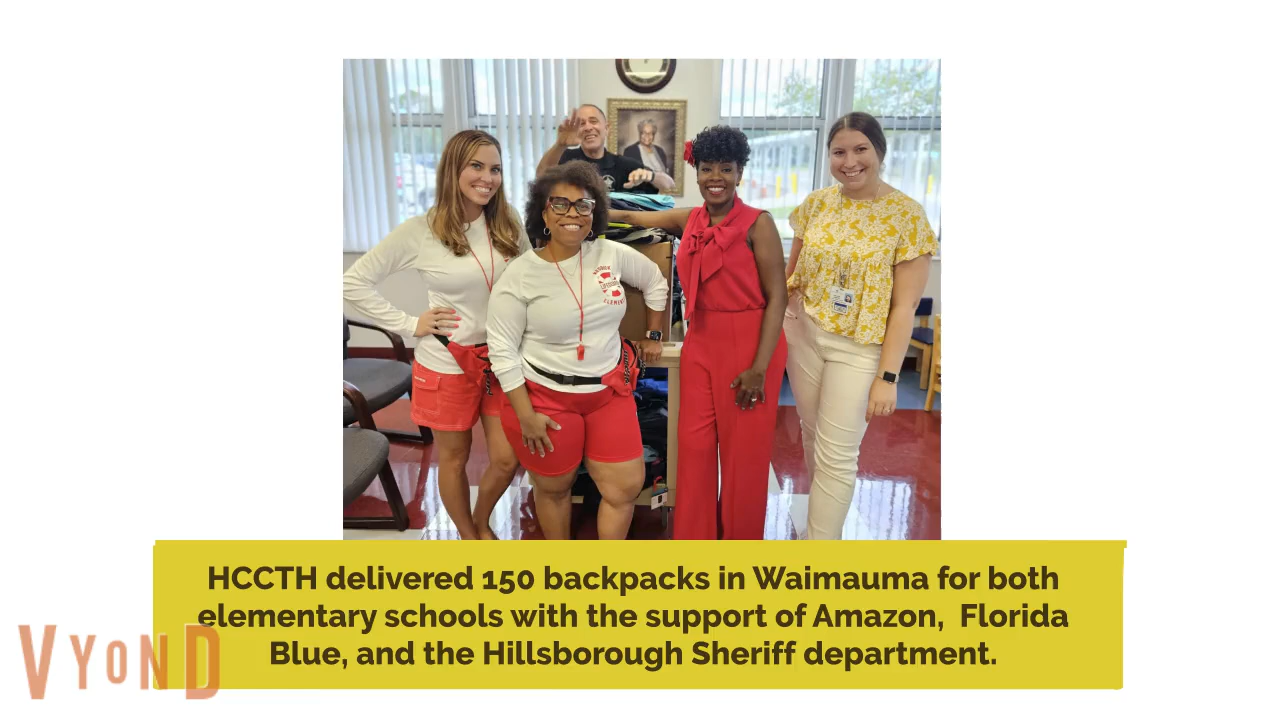 HCCTH delivered 150 backpacks in Waimauma for both
elementary schools with the support of Amazon, Florida
Blue, and the Hillsborough Sheriff department.
VYOND